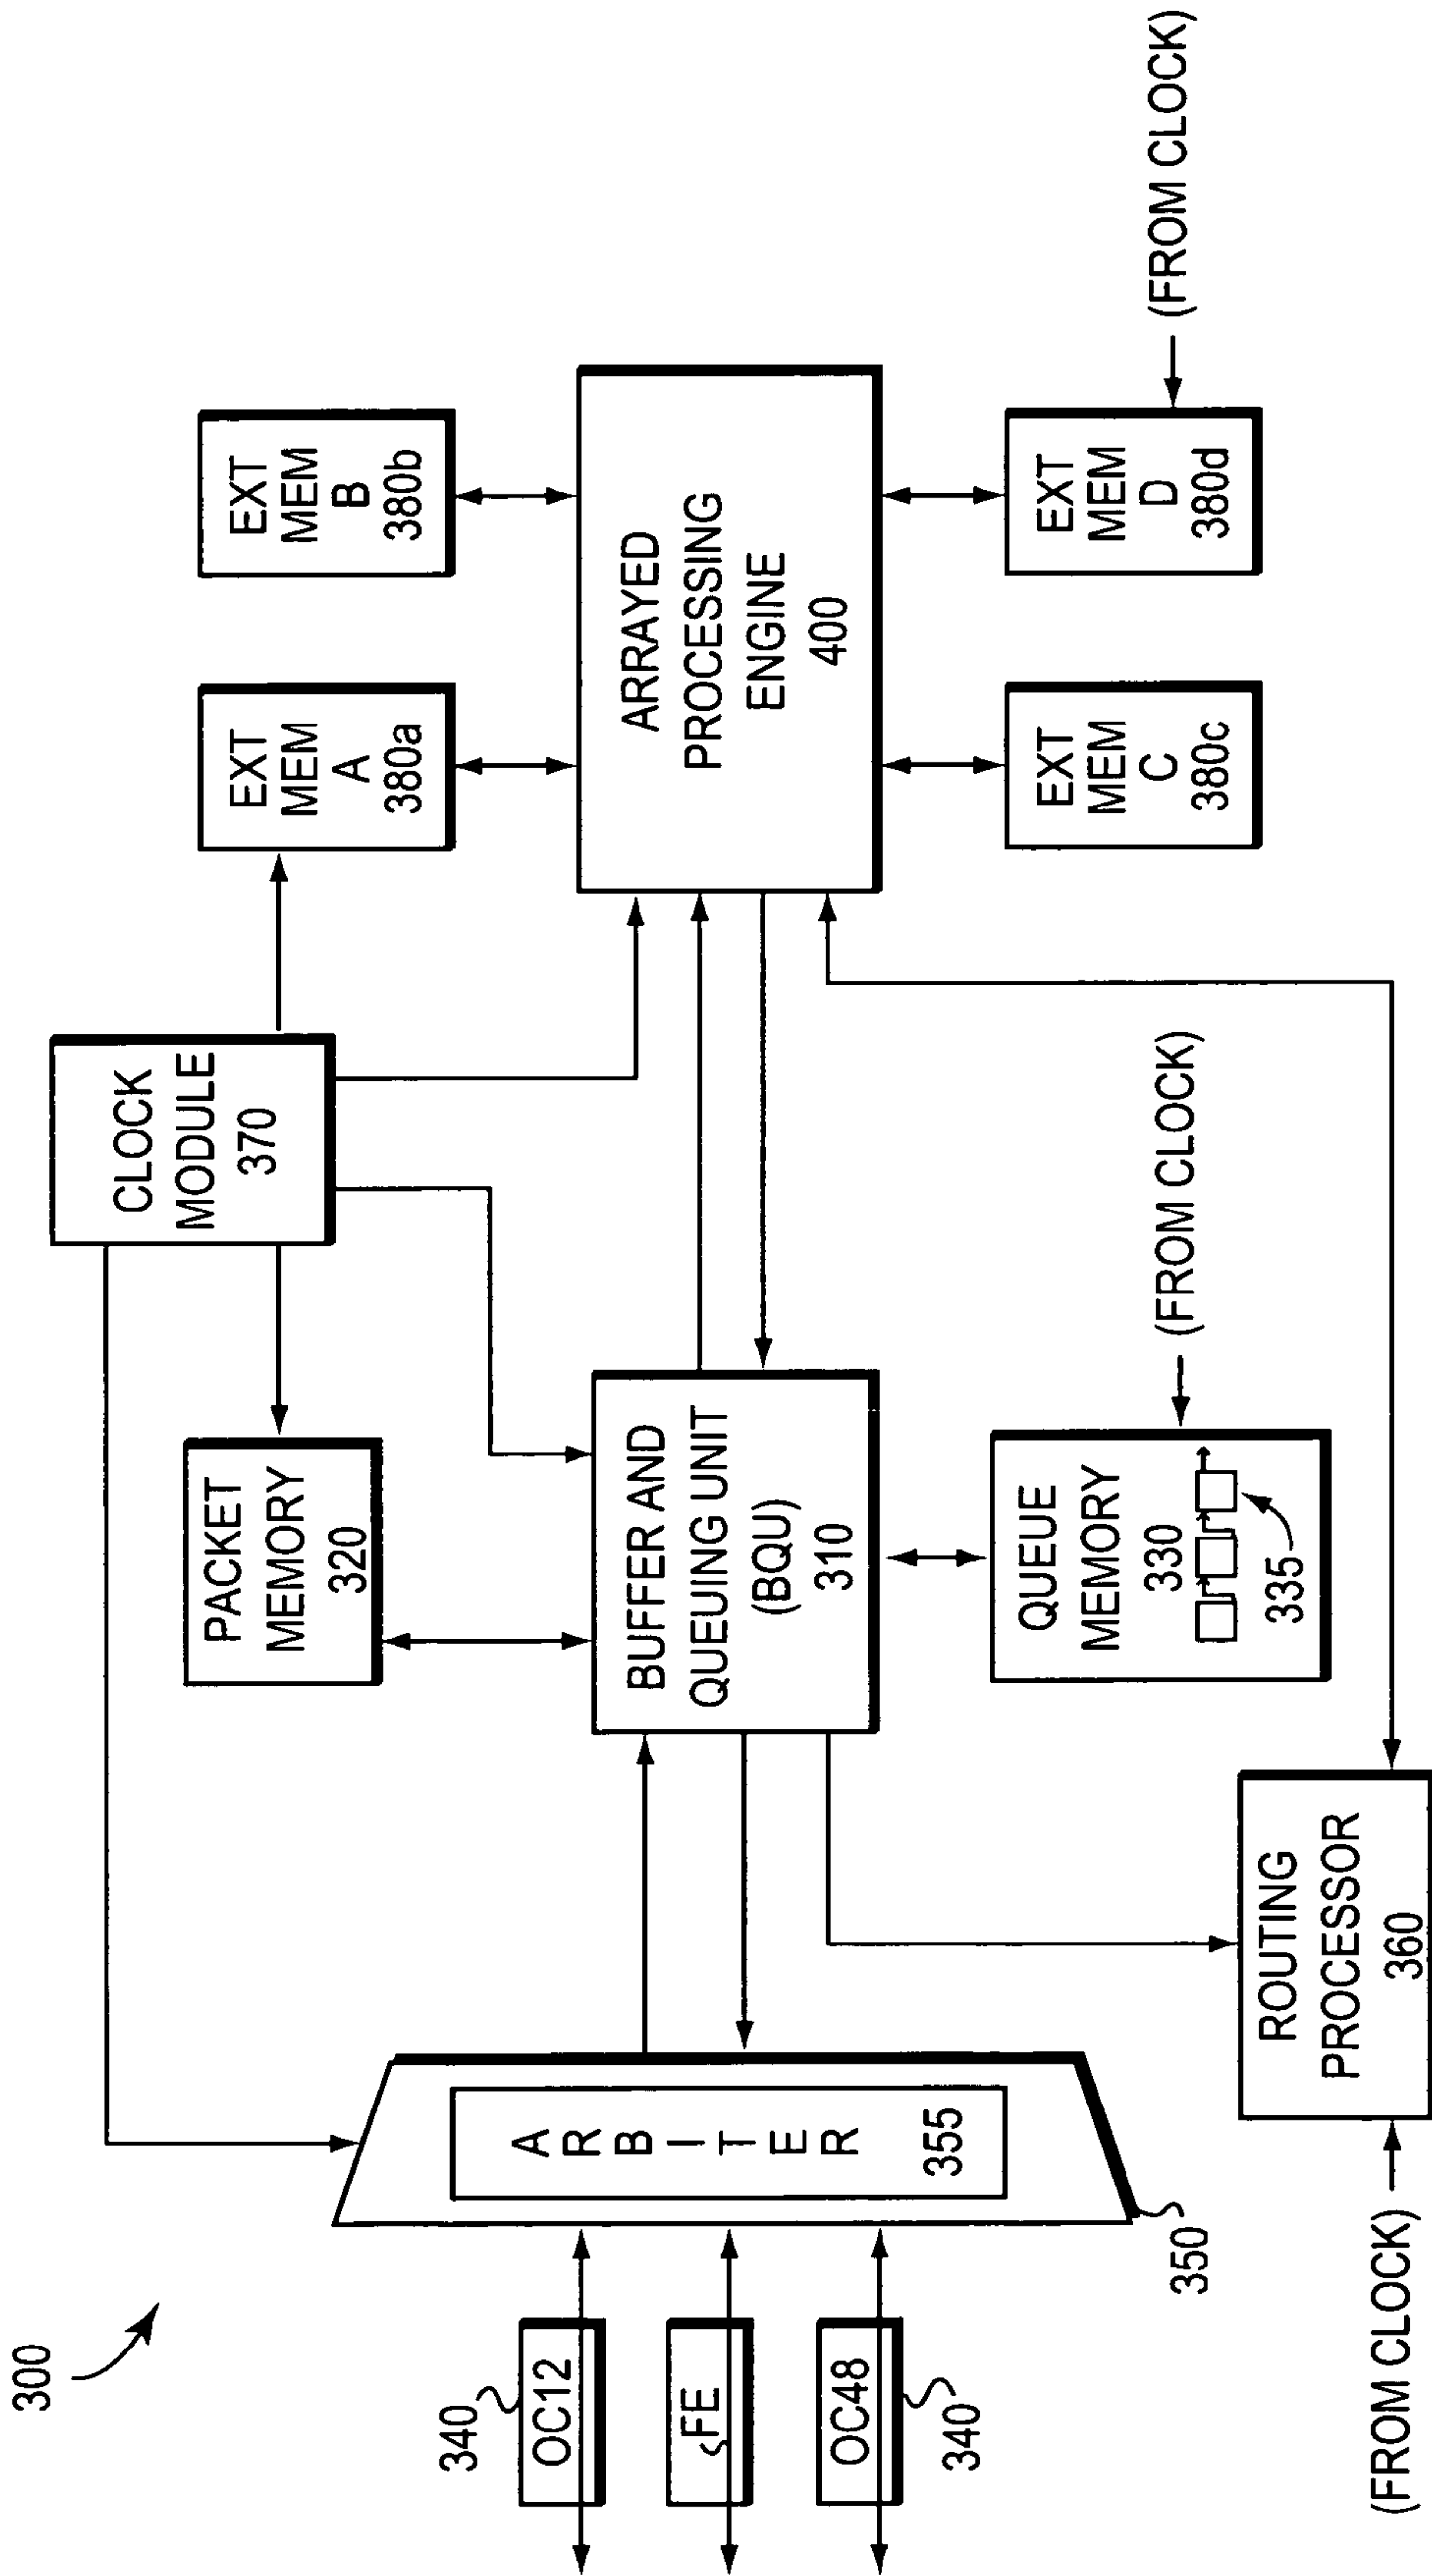 300
CLOCK
MODULE
370
PACKET
MEMORY
320
EXT
MEM
A
380a
EXT
MEM
B
380b
340
OC12
FE
OC48
340
A
R
B
I
T
E
R
355
350
BUFFER AND
QUEUING UNIT
(BQU)
310
ARRAYED
PROCESSING
ENGINE
400
QUEUE
MEMORY
330
335
(FROM CLOCK)
EXT
MEM
C
380c
EXT
MEM
D
380d
(FROM CLOCK)
ROUTING
PROCESSOR
360
(FROM CLOCK)